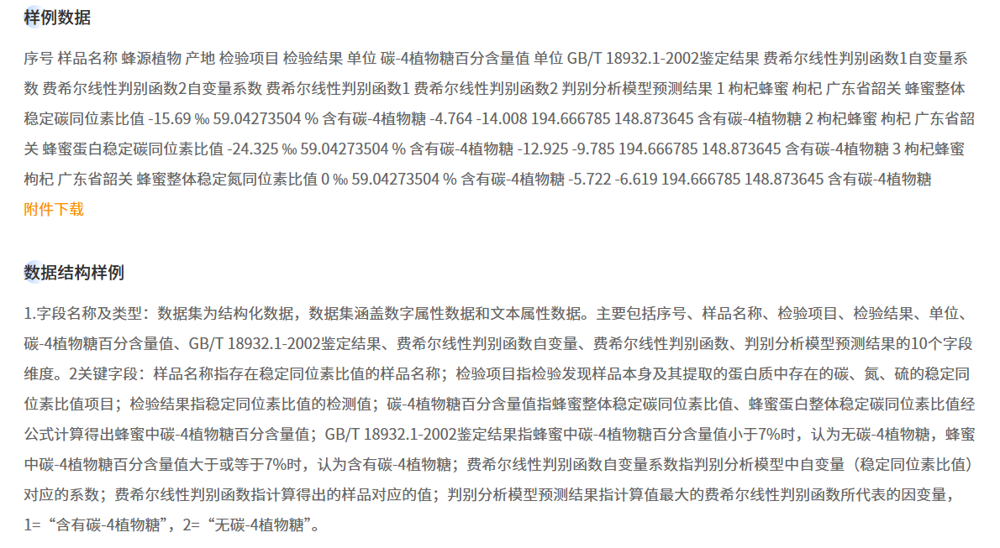 样例数据
序号 样品名称 蜂源植物 产地 检验项目 检验结果 单位 碳-4植物糖百分含量值 单位 GB/T 18932.1-2002鉴定结果 费希尔线性判别函数1自变量系
数 费希尔线性判别函数2自变量系数 费希尔线性判别函数1 费希尔线性判别函数2 判别分析模型预测结果 1 枸杞蜂蜜 枸杞 广东省韶关 蜂蜜整体
稳定碳同位素比值 -15.69 ‰ 59.04273504 % 含有碳-4植物糖 -4.764 -14.008 194.666785 148.873645 含有碳-4植物糖 2 枸杞蜂蜜 枸杞 广东省韶
关 蜂蜜蛋白稳定碳同位素比值 -24.325 ‰ 59.04273504 % 含有碳-4植物糖 -12.925 -9.785 194.666785 148.873645 含有碳-4植物糖 3 枸杞蜂蜜
枸杞 广东省韶关 蜂蜜整体稳定氮同位素比值 0 ‰ 59.04273504 % 含有碳-4植物糖 -5.722 -6.619 194.666785 148.873645 含有碳-4植物糖
附件下载
数据结构样例
1.字段名称及类型：数据集为结构化数据，数据集涵盖数字属性数据和文本属性数据。主要包括序号、样品名称、检验项目、检验结果、单位、
碳-4植物糖百分含量值、GB/T 18932.1-2002鉴定结果、费希尔线性判别函数自变量、费希尔线性判别函数、判别分析模型预测结果的10个字段
维度。2关键字段：样品名称指存在稳定同位素比值的样品名称；检验项目指检验发现样品本身及其提取的蛋白质中存在的碳、氮、硫的稳定同
位素比值项目；检验结果指稳定同位素比值的检测值；碳-4植物糖百分含量值指蜂蜜整体稳定碳同位素比值、蜂蜜蛋白整体稳定碳同位素比值经
公式计算得出蜂蜜中碳-4植物糖百分含量值；GB/T 18932.1-2002鉴定结果指蜂蜜中碳-4植物糖百分含量值小于7%时，认为无碳-4植物糖，蜂蜜
中碳-4植物糖百分含量值大于或等于7%时，认为含有碳-4植物糖；费希尔线性判别函数自变量系数指判别分析模型中自变量（稳定同位素比值）
对应的系数；费希尔线性判别函数指计算得出的样品对应的值；判别分析模型预测结果指计算值最大的费希尔线性判别函数所代表的因变量，
1=“含有碳-4植物糖”，2=“无碳-4植物糖”。